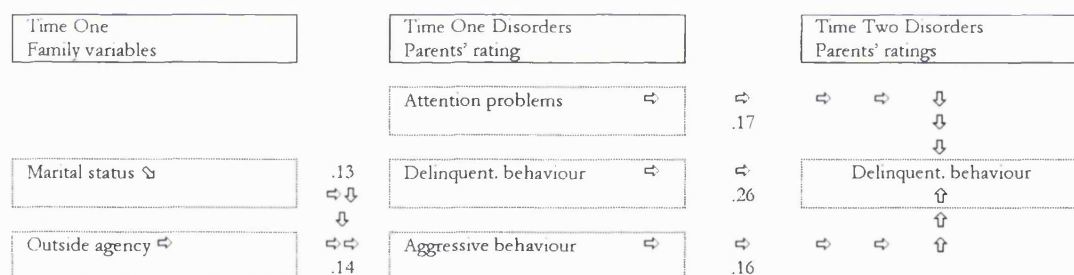 Time One
Family variables
Time One Disorders
Parents' rating
Time Two Disorders
Parents' ratings
Attention problems ⇨ ⇨ ⇨ ⇨ ⇩
.17 ⇩
⇩
Marital status ⬂ .13 Delinquent. behaviour ⇨ ⇨ Delinquent. behaviour
⇨⇩ .26 ⇧
⇩ ⇧
Outside agency ⇨ ⇨⇨ Aggressive behaviour ⇨ ⇨ ⇨ ⇨ ⇧
.14 .16